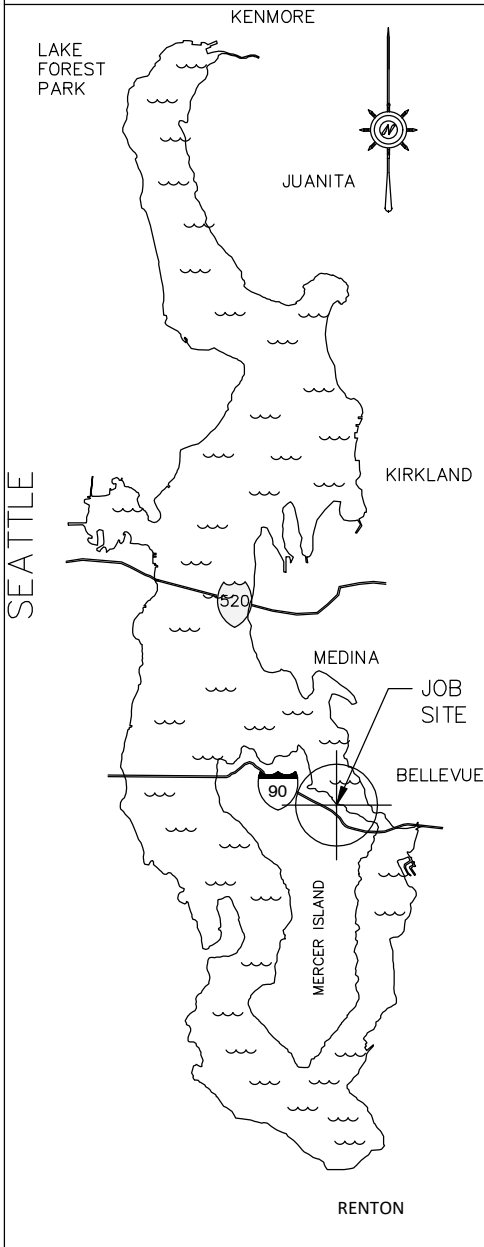 KENMORE
LAKE
FOREST
PARK
N
JUANITA
KIRKLAND
SEATTLE
520
MEDINA
JOB
SITE
BELLEVUE
90
MERCER ISLAND
RENTON